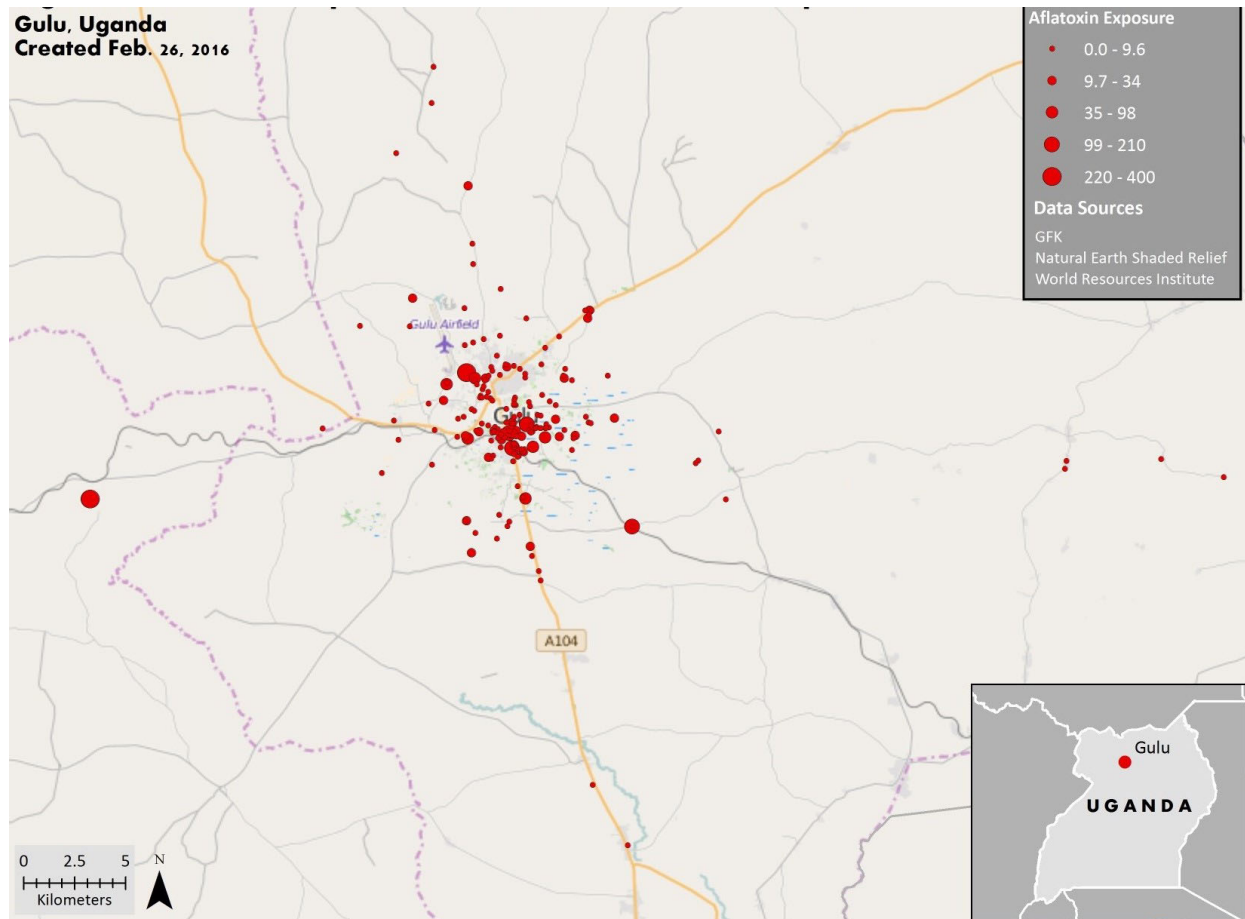 Gulu, Uganda
Created Feb. 26, 2016
Aflatoxin Exposure
0.0 - 9.6
9.7 - 34
35 - 98
99 - 210
220 - 400
Data Sources
GFK
Natural Earth Shaded Relief
World Resources Institute
Gulu Airfield
Gulu
A104
Gulu
UGANDA
0 2.5 5
Kilometers
N